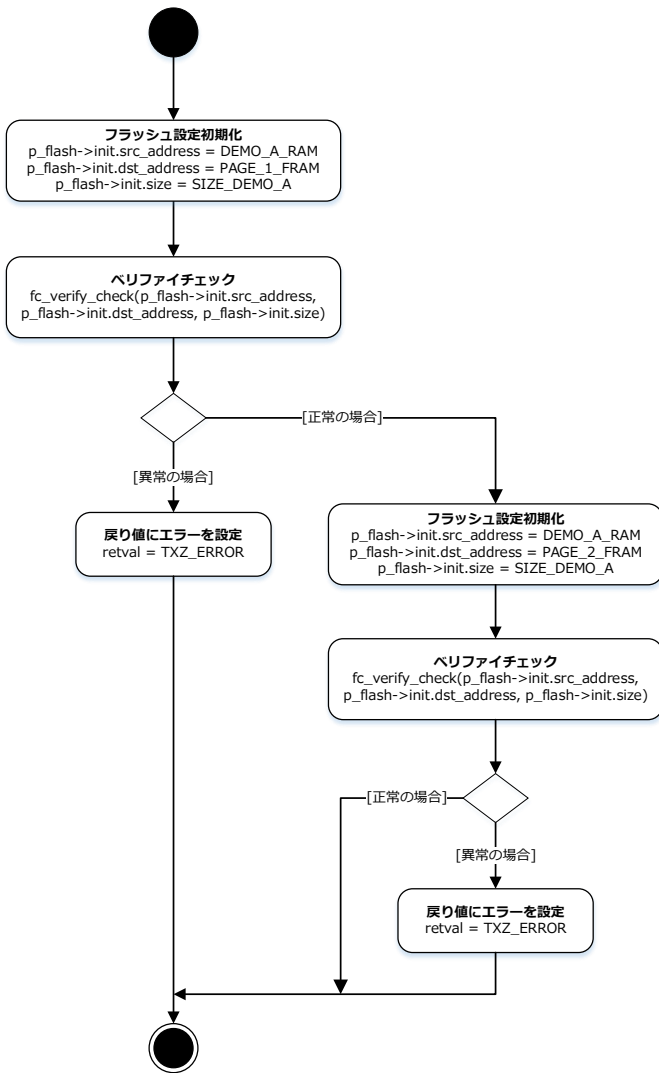 フラッシュ設定初期化
p_flash->init.src_address = DEMO_A_RAM
p_flash->init.dst_address = PAGE_1_FRAM
p_flash->init.size = SIZE_DEMO_A
ベリファイチェック
fc_verify_check(p_flash->init.src_address,
p_flash->init.dst_address, p_flash->init.size)
[正常の場合]
[異常の場合]
戻り値にエラーを設定
retval = TXZ_ERROR
フラッシュ設定初期化
p_flash->init.src_address = DEMO_A_RAM
p_flash->init.dst_address = PAGE_2_FRAM
p_flash->init.size = SIZE_DEMO_A
ベリファイチェック
fc_verify_check(p_flash->init.src_address,
p_flash->init.dst_address, p_flash->init.size)
[正常の場合]
[異常の場合]
戻り値にエラーを設定
retval = TXZ_ERROR